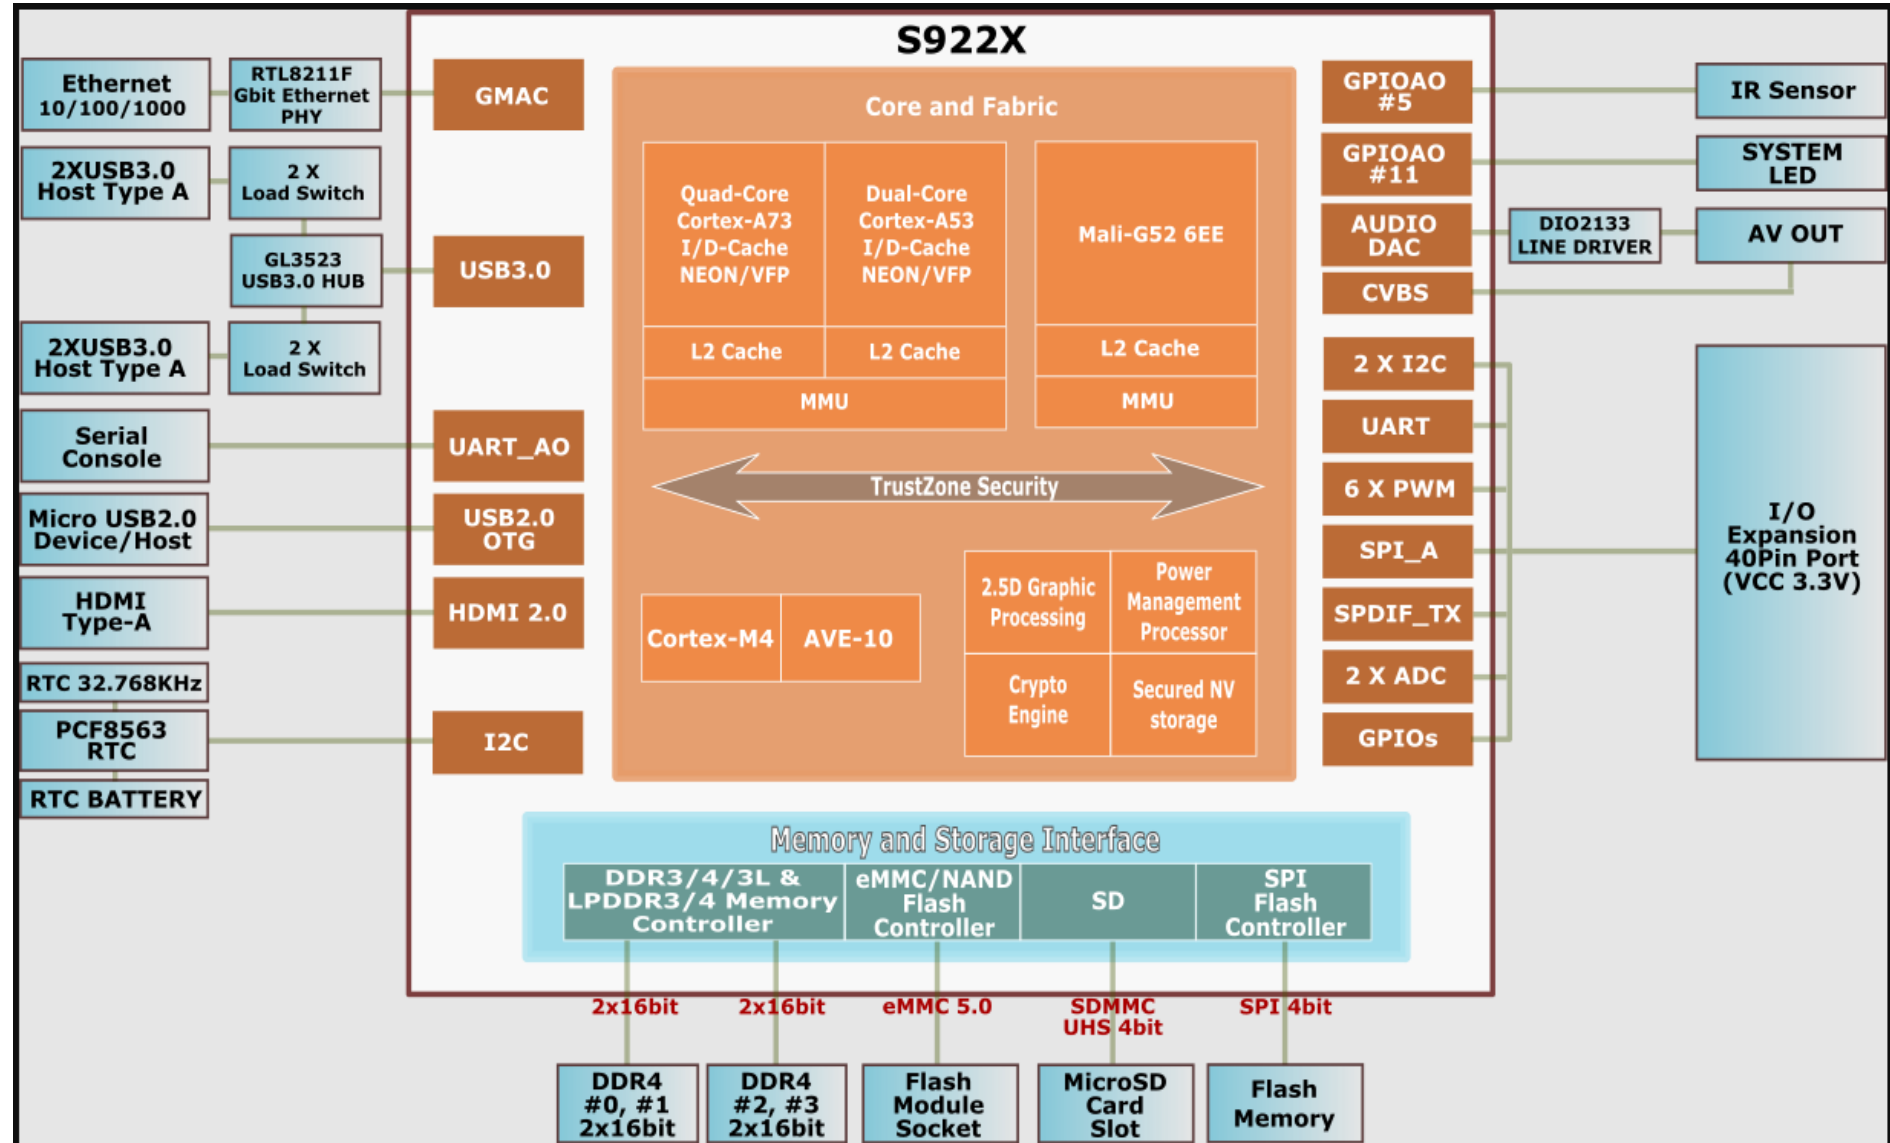 S922X
Ethernet
10/100/1000
RTL8211F
Gbit Ethernet
PHY
GMAC
2XUSB3.0
Host Type A
2 X
Load Switch
GL3523
USB3.0 HUB
USB3.0
2XUSB3.0
Host Type A
2 X
Load Switch
Serial
Console
UART_AO
Micro USB2.0
Device/Host
USB2.0
OTG
HDMI
Type-A
HDMI 2.0
RTC 32.768KHz
PCF8563
RTC
I2C
RTC BATTERY
Core and Fabric
Quad-Core
Cortex-A73
I/D-Cache
NEON/VFP
Dual-Core
Cortex-A53
I/D-Cache
NEON/VFP
Mali-G52 6EE
L2 Cache
L2 Cache
L2 Cache
MMU
MMU
TrustZone Security
Cortex-M4
AVE-10
2.5D Graphic
Processing
Power
Management
Processor
Crypto
Engine
Secured NV
storage
GPIOAO
#5
IR Sensor
GPIOAO
#11
SYSTEM
LED
AUDIO
DAC
DIO2133
LINE DRIVER
AV OUT
CVBS
2 X I2C
UART
6 X PWM
SPI_A
SPDIF_TX
2 X ADC
GPIOs
I/O
Expansion
40Pin Port
(VCC 3.3V)
Memory and Storage Interface
DDR3/4/3L &
LPDDR3/4 Memory
Controller
eMMC/NAND
Flash
Controller
SD
SPI
Flash
Controller
2x16bit
2x16bit
eMMC 5.0
SDMMC
UHS 4bit
SPI 4bit
DDR4
#0, #1
2x16bit
DDR4
#2, #3
2x16bit
Flash
Module
Socket
MicroSD
Card
Slot
Flash
Memory